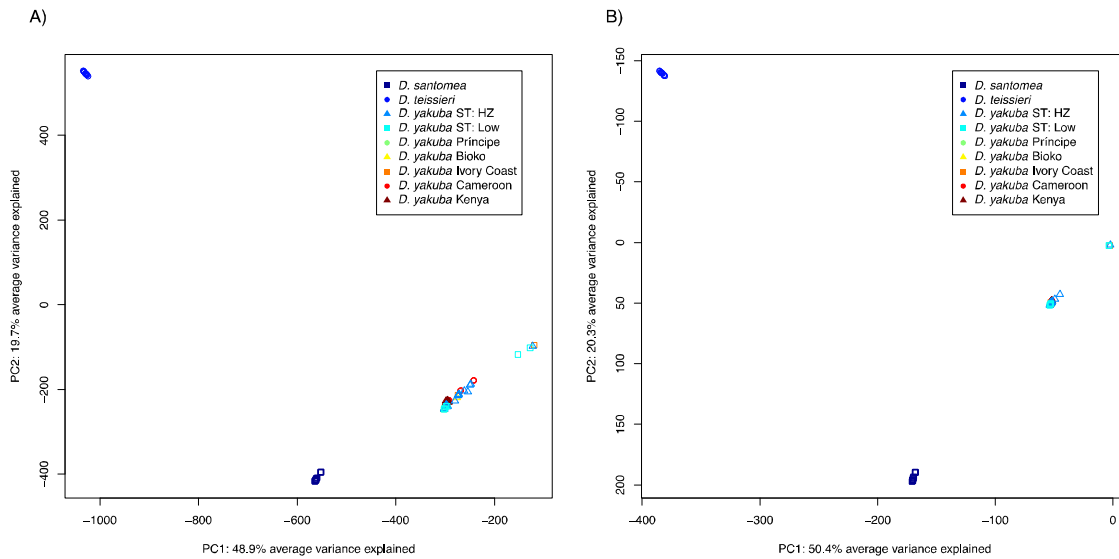 A)
D. santomea
D. teissieri
D. yakuba ST: HZ
D. yakuba ST: Low
D. yakuba Príncipe
D. yakuba Bioko
D. yakuba Ivory Coast
D. yakuba Cameroon
D. yakuba Kenya
400
200
0
−200
−400
PC2: 19.7% average variance explained
−1000
−800
−600
−400
−200
PC1: 48.9% average variance explained
B)
D. santomea
D. teissieri
D. yakuba ST: HZ
D. yakuba ST: Low
D. yakuba Príncipe
D. yakuba Bioko
D. yakuba Ivory Coast
D. yakuba Cameroon
D. yakuba Kenya
−150
−100
−50
0
50
100
150
200
PC2: 20.3% average variance explained
−400
−300
−200
−100
0
PC1: 50.4% average variance explained